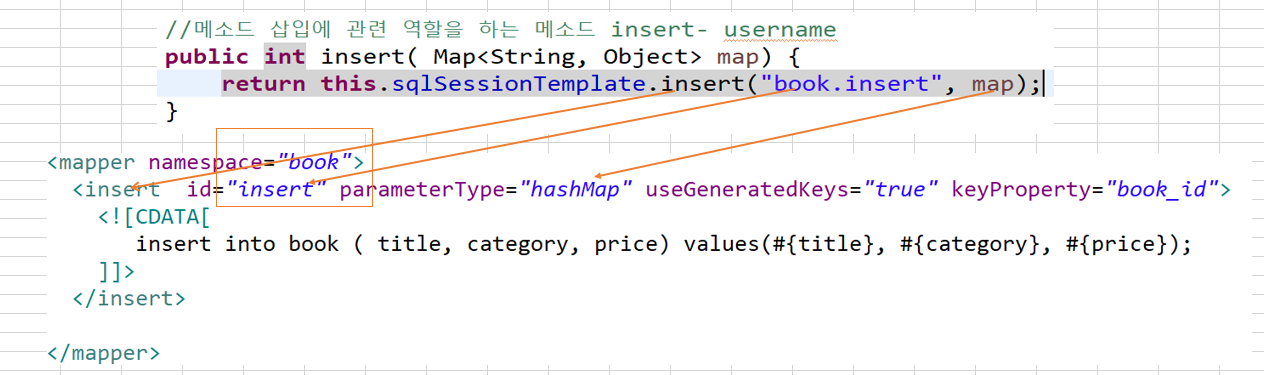 //메소드 삽입에 관련 역할을 하는 메소드 insert- username
public int insert( Map<String, Object> map) {
return this.sqlSessionTemplate.insert("book.insert", map);
}
<mapper namespace="book">
<insert id="insert" parameterType="hashMap" useGeneratedKeys="true" keyProperty="book_id">
<![CDATA[
insert into book ( title, category, price) values(#{title}, #{category}, #{price});
]]>
</insert>
</mapper>